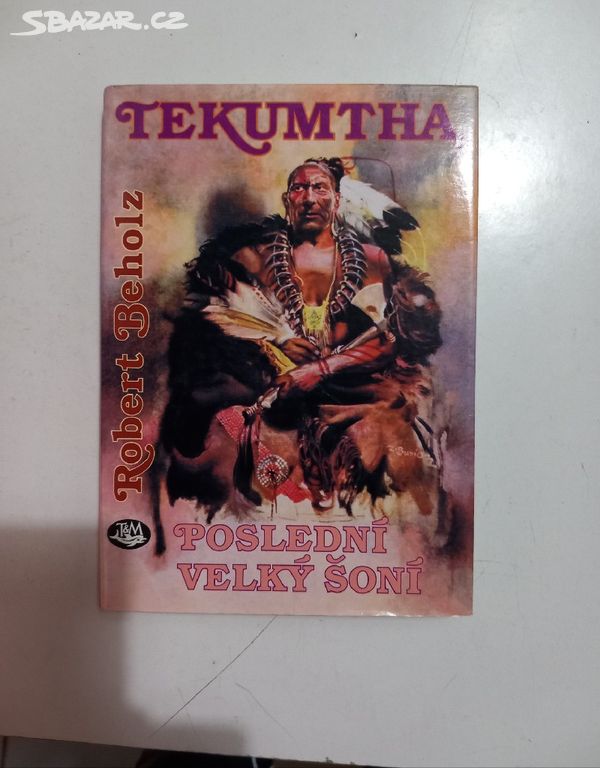 SBAZAR.CZ
TEKUMTHA
Robert Beholz
T&M
POSLEDNÍ
VELKÝ ŠONÍ